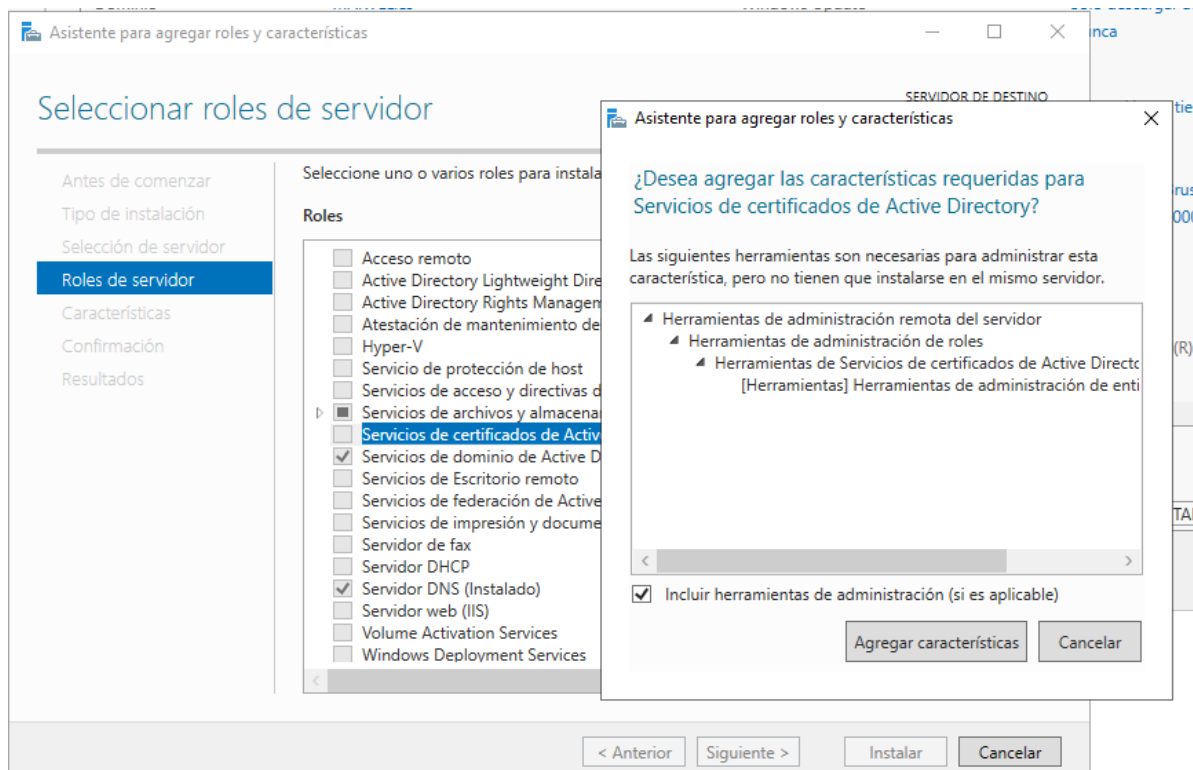 Asistente para agregar roles y características
Seleccionar roles de servidor
SERVIDOR DE DESTINO
Antes de comenzar
Tipo de instalación
Selección de servidor
Roles de servidor
Características
Confirmación
Resultados
Seleccione uno o varios roles para instala
Roles
Acceso remoto
Active Directory Lightweight Dire
Active Directory Rights Managem
Atestación de mantenimiento de
Hyper-V
Servicio de protección de host
Servicios de acceso y directivas d
Servicios de archivos y almacena
Servicios de certificados de Activ
Servicios de dominio de Active D
Servicios de Escritorio remoto
Servicios de federación de Active
Servicios de impresión y docume
Servidor de fax
Servidor DHCP
Servidor DNS (Instalado)
Servidor web (IIS)
Volume Activation Services
Windows Deployment Services
< Anterior
Siguiente >
Instalar
Cancelar
Asistente para agregar roles y características
¿Desea agregar las características requeridas para
Servicios de certificados de Active Directory?
Las siguientes herramientas son necesarias para administrar esta
característica, pero no tienen que instalarse en el mismo servidor.
Herramientas de administración remota del servidor
Herramientas de administración de roles
Herramientas de Servicios de certificados de Active Directo
[Herramientas] Herramientas de administración de enti
Incluir herramientas de administración (si es aplicable)
Agregar características
Cancelar
unca
tie
rus
000
(R)